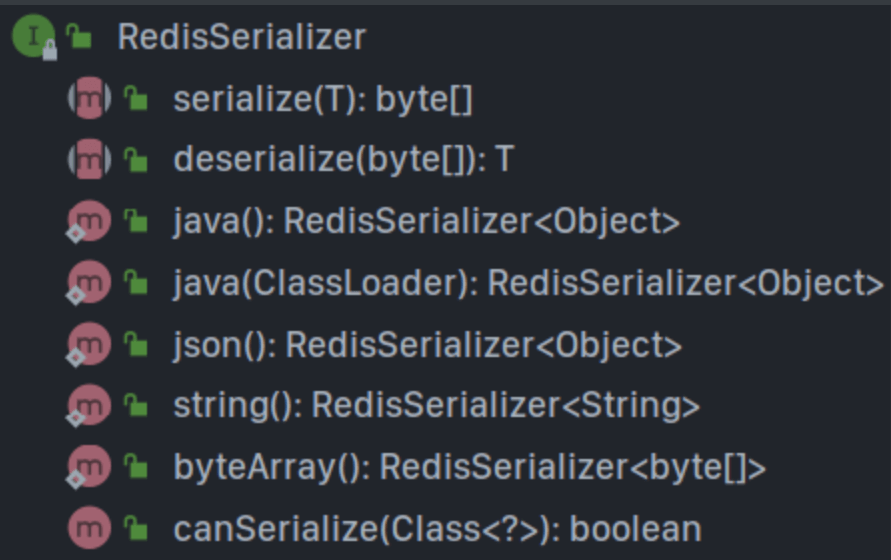 RedisSerializer
serialize(T): byte[]
deserialize(byte[]): T
java(): RedisSerializer<Object>
java(ClassLoader): RedisSerializer<Object>
json(): RedisSerializer<Object>
string(): RedisSerializer<String>
byteArray(): RedisSerializer<byte[]>
canSerialize(Class<?>): boolean